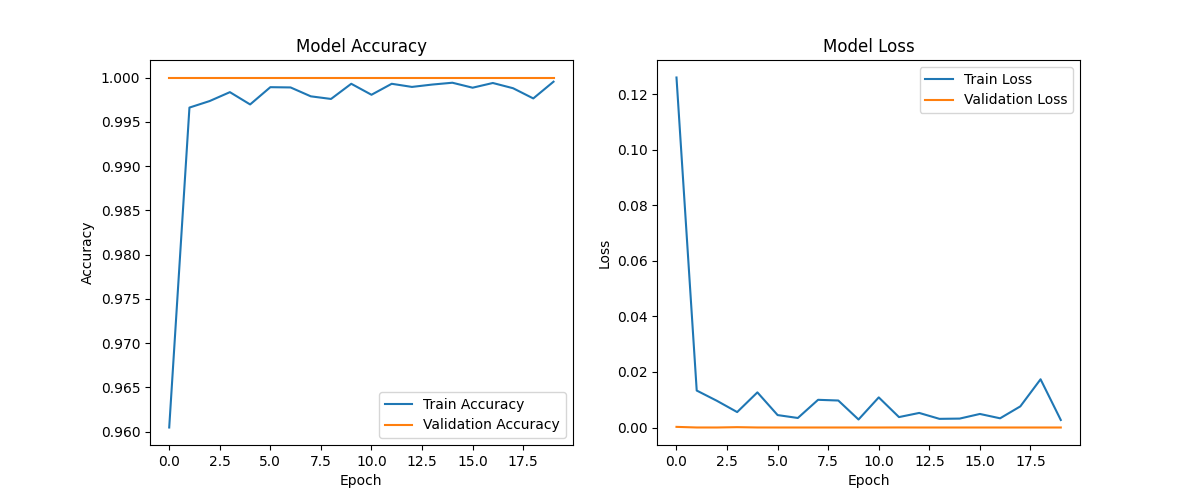 Model Accuracy
Accuracy
1.000
0.995
0.990
0.985
0.980
0.975
0.970
0.965
0.960
Train Accuracy
Validation Accuracy
0.0 2.5 5.0 7.5 10.0 12.5 15.0 17.5
Epoch
Model Loss
Loss
0.12
0.10
0.08
0.06
0.04
0.02
0.00
Train Loss
Validation Loss
0.0 2.5 5.0 7.5 10.0 12.5 15.0 17.5
Epoch